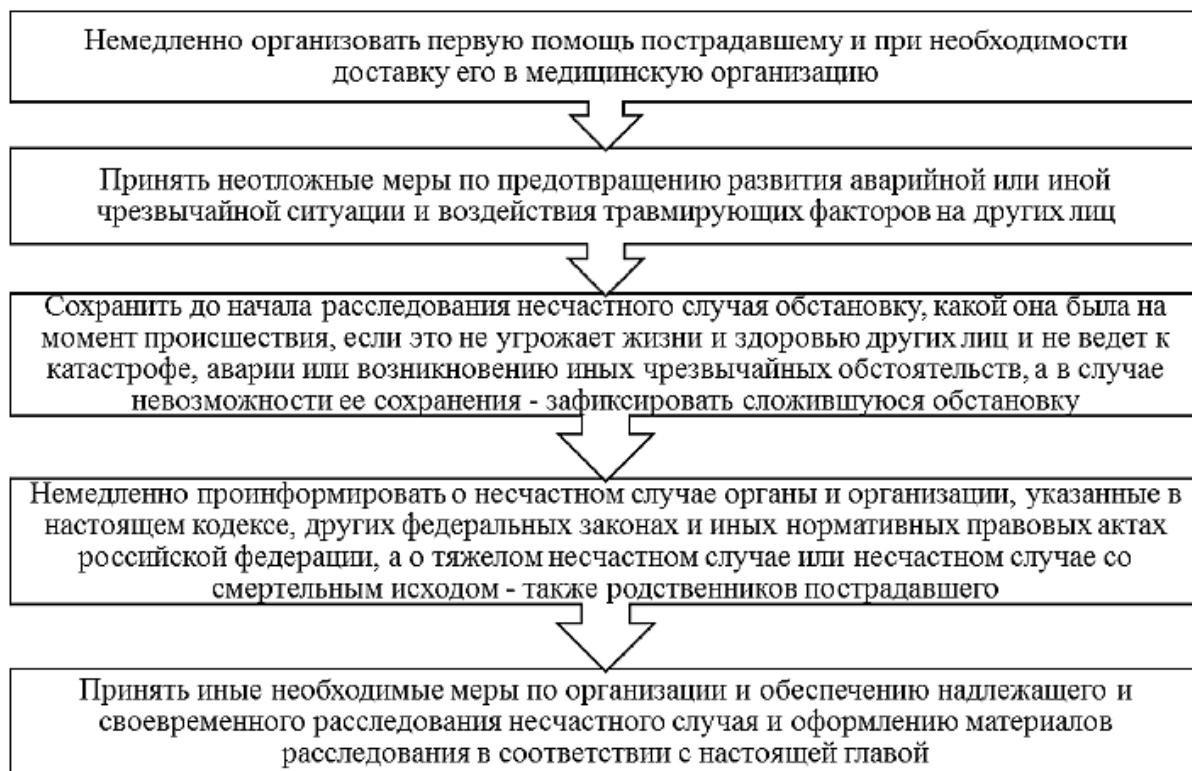 Немедленно организовать первую помощь пострадавшему и при необходимости
доставку его в медицинскую организацию
Принять неотложные меры по предотвращению развития аварийной или иной
чрезвычайной ситуации и воздействия травмирующих факторов на других лиц
Сохранить до начала расследования несчастного случая обстановку, какой она была на
момент происшествия, если это не угрожает жизни и здоровью других лиц и не ведет к
катастрофе, аварии или возникновению иных чрезвычайных обстоятельств, а в случае
невозможности ее сохранения - зафиксировать сложившуюся обстановку
Немедленно проинформировать о несчастном случае органы и организации, указанные в
настоящем кодексе, других федеральных законах и иных нормативных правовых актах
российской федерации, а о тяжелом несчастном случае или несчастном случае со
смертельным исходом - также родственников пострадавшего
Принять иные необходимые меры по организации и обеспечению надлежащего и
своевременного расследования несчастного случая и оформлению материалов
расследования в соответствии с настоящей главой